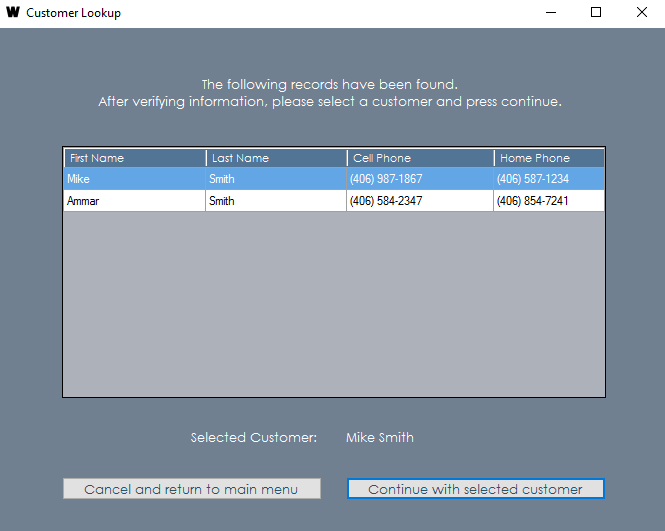 W Customer Lookup
The following records have been found.
After verifying information, please select a customer and press continue.
First Name Last Name Cell Phone Home Phone
Mike Smith (406) 987-1867 (406) 587-1234
Ammar Smith (406) 584-2347 (406) 854-7241
Selected Customer: Mike Smith
Cancel and return to main menu Continue with selected customer